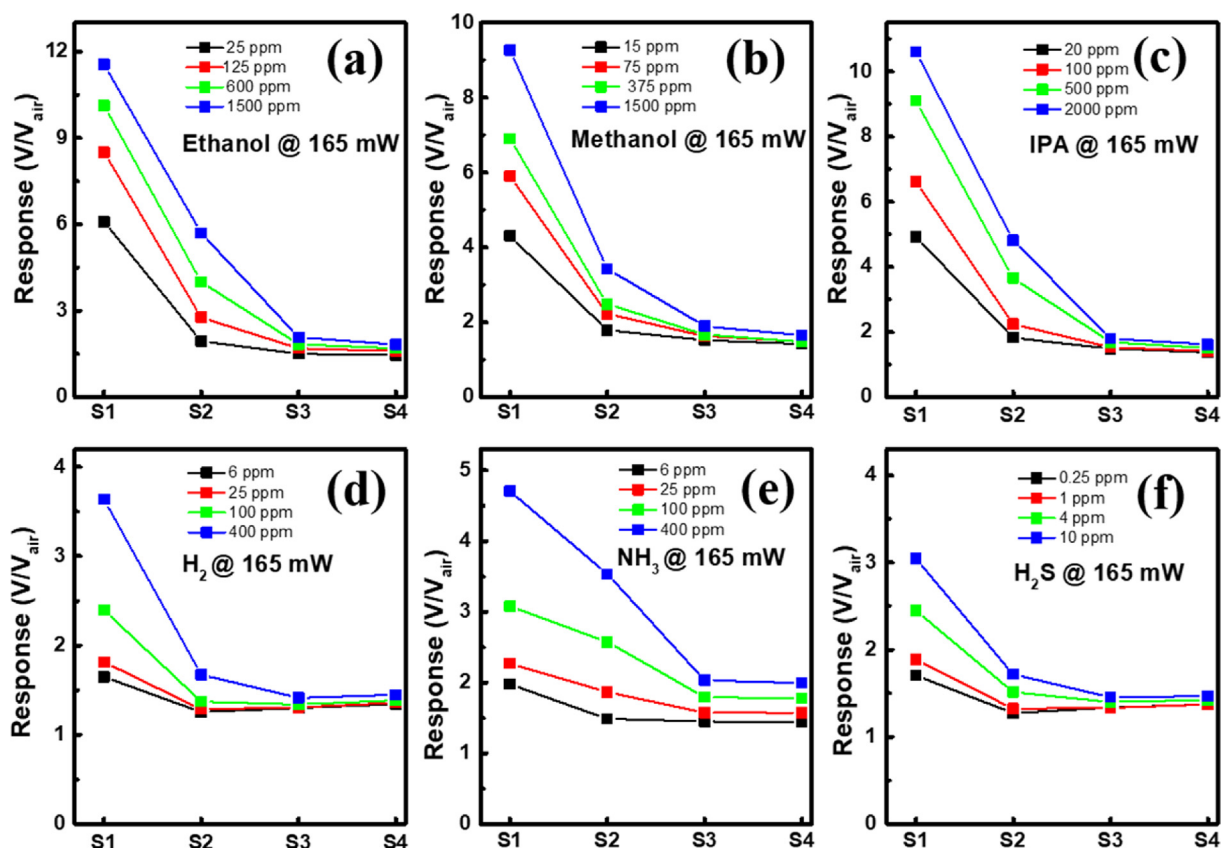 (a)
25 ppm
125 ppm
600 ppm
1500 ppm
Ethanol @ 165 mW
Response (V/V_air)
12
9
6
3
0
S1 S2 S3 S4
(b)
15 ppm
75 ppm
375 ppm
1500 ppm
Methanol @ 165 mW
Response (V/V_air)
10
8
6
4
2
0
S1 S2 S3 S4
(c)
20 ppm
100 ppm
500 ppm
2000 ppm
IPA @ 165 mW
Response (V/V_air)
10
8
6
4
2
0
S1 S2 S3 S4
(d)
6 ppm
25 ppm
100 ppm
400 ppm
H₂ @ 165 mW
Response (V/V_air)
4
3
2
1
0
S1 S2 S3 S4
(e)
6 ppm
25 ppm
100 ppm
400 ppm
NH₃ @ 165 mW
Response (V/V_air)
5
4
3
2
1
0
S1 S2 S3 S4
(f)
0.25 ppm
1 ppm
4 ppm
10 ppm
H₂S @ 165 mW
Response (V/V_air)
4
3
2
1
0
S1 S2 S3 S4